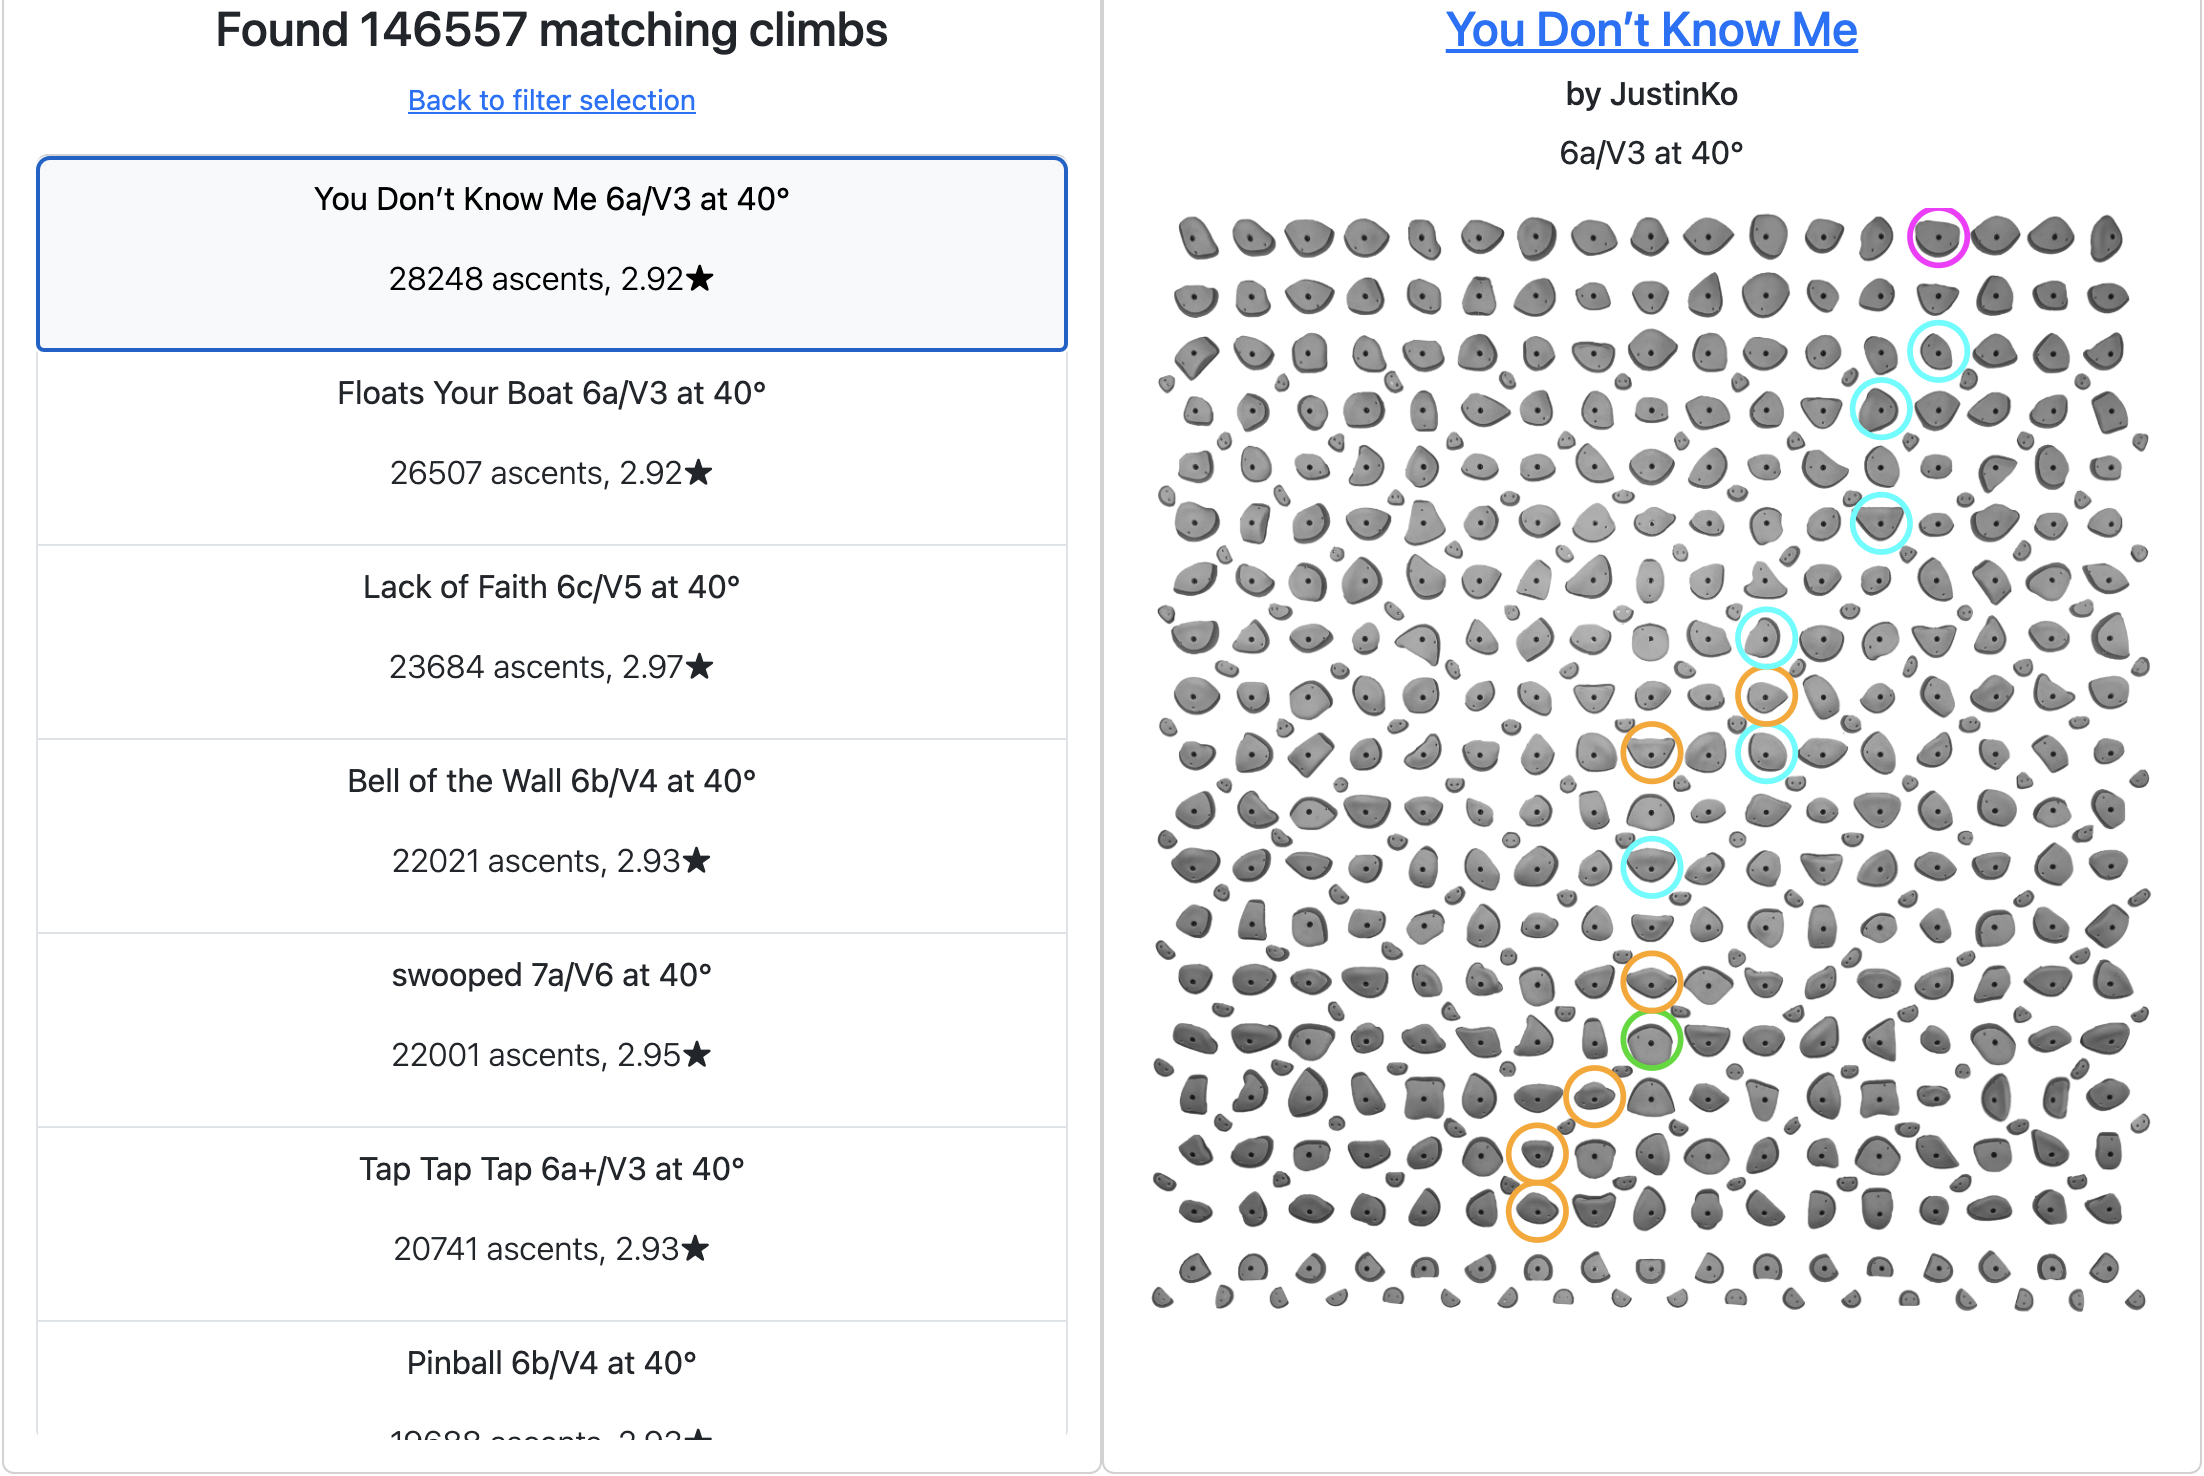 Found 146557 matching climbs
Back to filter selection
You Don’t Know Me 6a/V3 at 40°
28248 ascents, 2.92★
Floats Your Boat 6a/V3 at 40°
26507 ascents, 2.92★
Lack of Faith 6c/V5 at 40°
23684 ascents, 2.97★
Bell of the Wall 6b/V4 at 40°
22021 ascents, 2.93★
swooped 7a/V6 at 40°
22001 ascents, 2.95★
Tap Tap Tap 6a+/V3 at 40°
20741 ascents, 2.93★
Pinball 6b/V4 at 40°
You Don’t Know Me
by JustinKo
6a/V3 at 40°